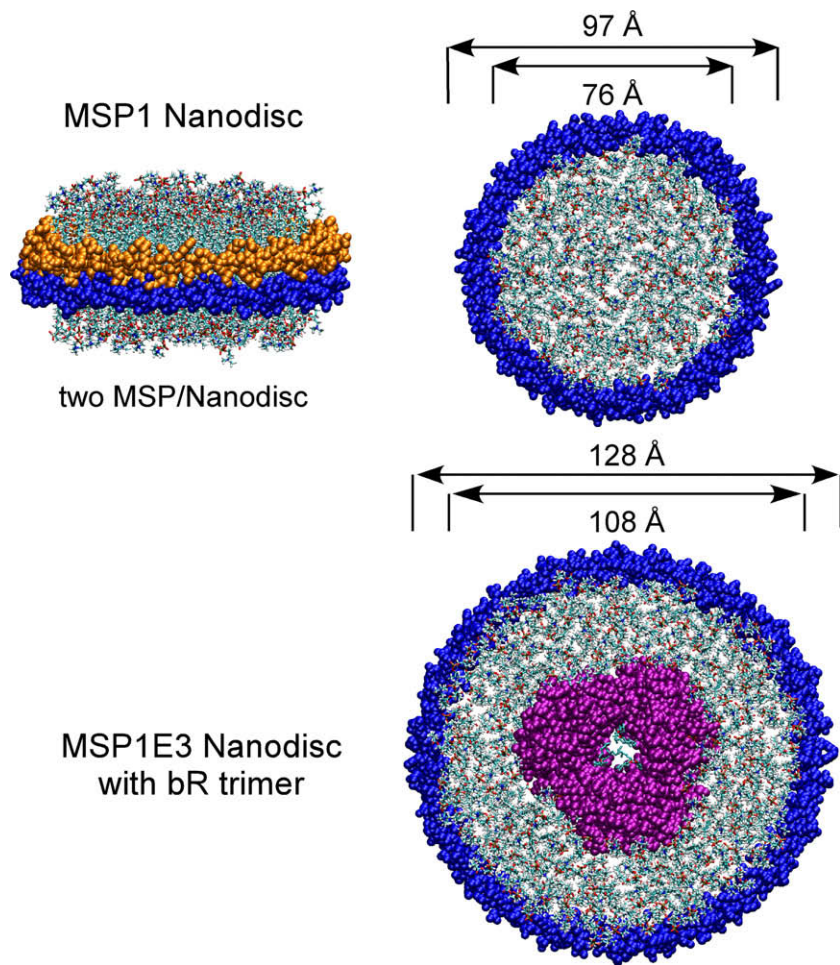 97 Å
76 Å
MSP1 Nanodisc
two MSP/Nanodisc
128 Å
108 Å
MSP1E3 Nanodisc
with bR trimer